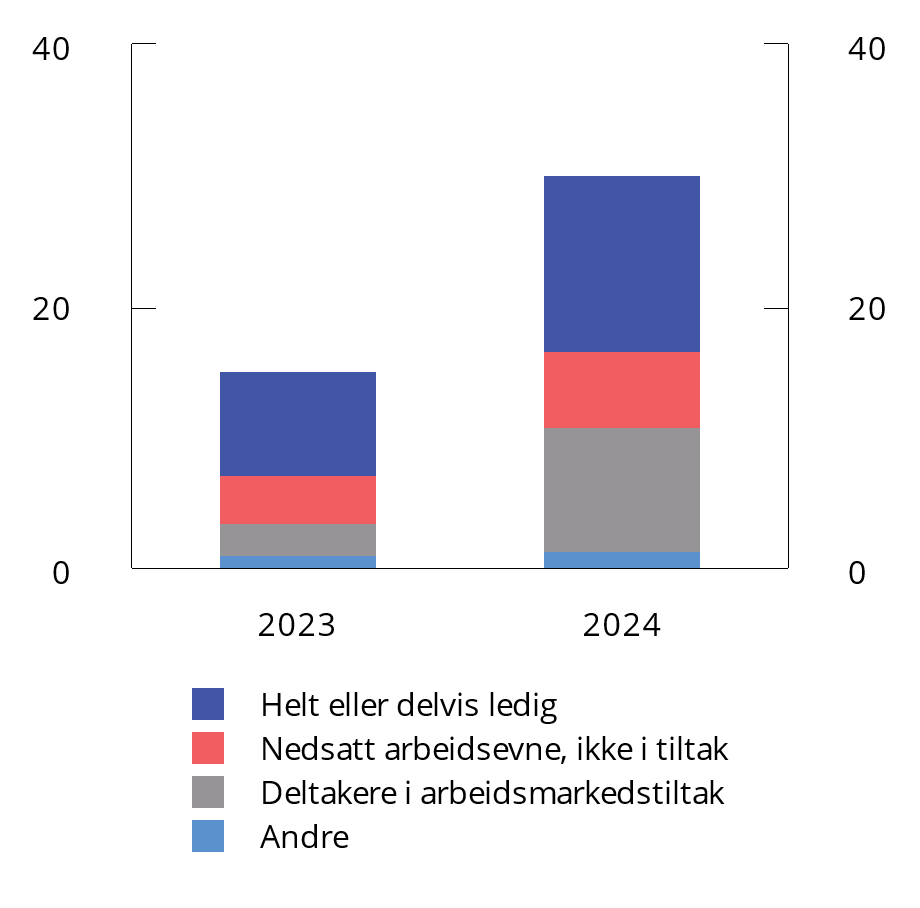 40 40
20 20
0 0
2023 2024
Helt eller delvis ledig
Nedsatt arbeidsevne, ikke i tiltak
Deltakere i arbeidsmarkedstiltak
Andre